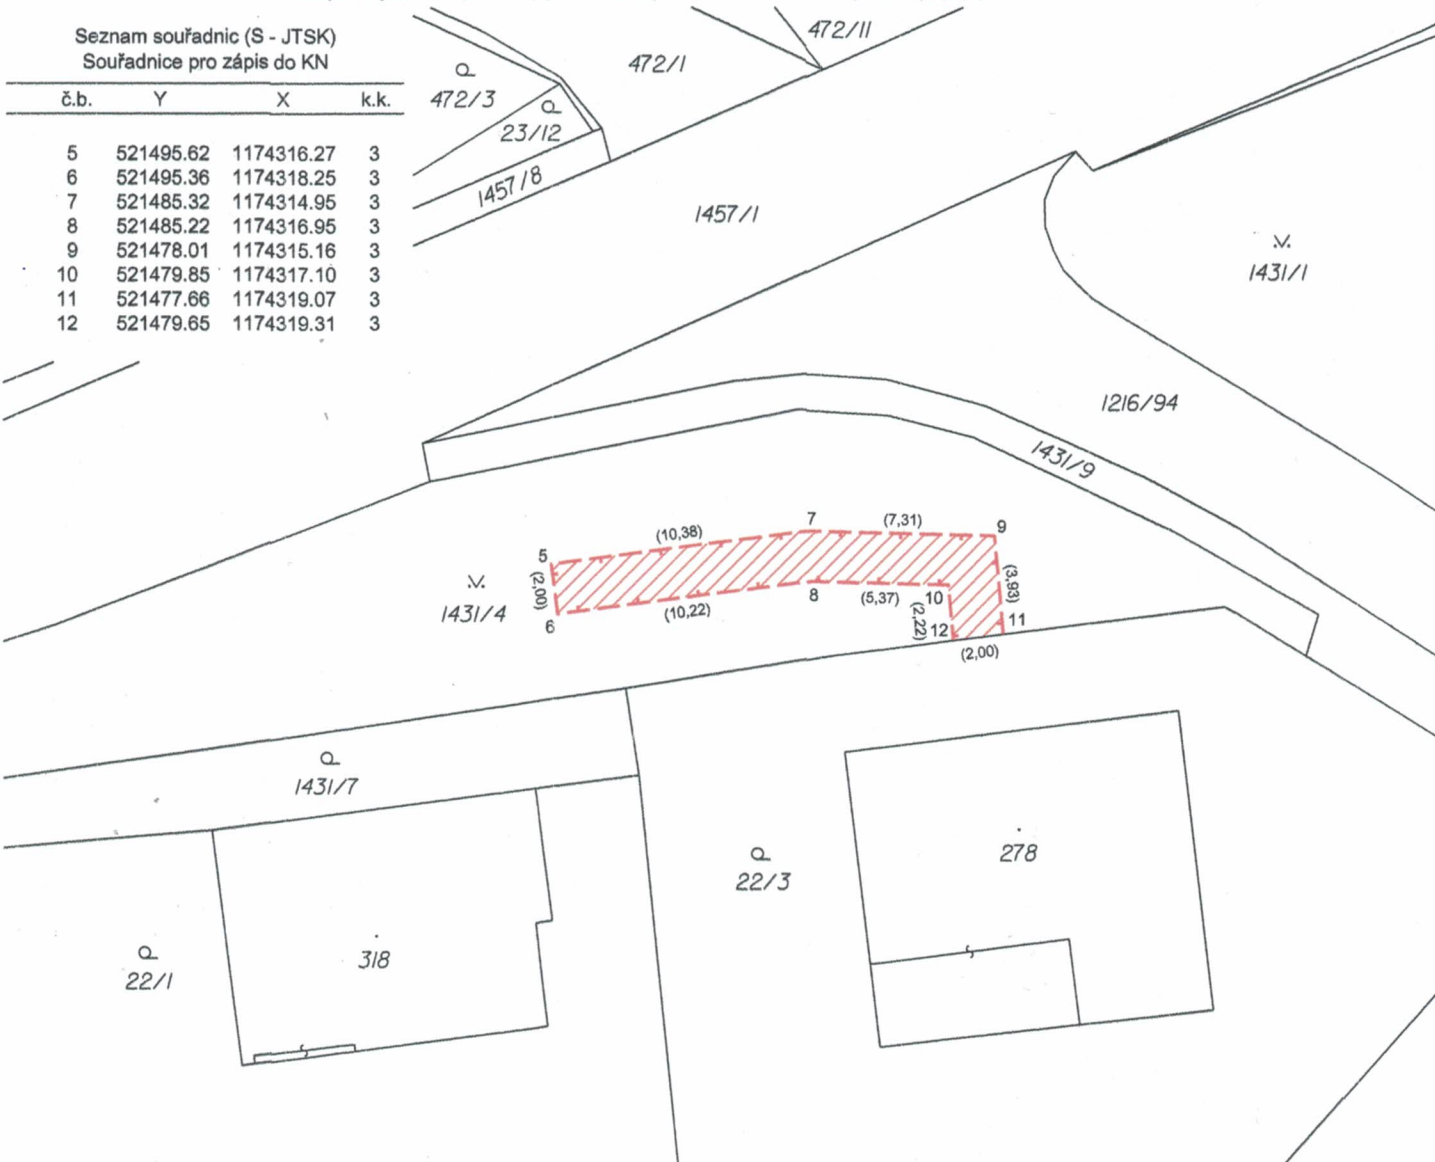 Seznam souřadnic (S - JTSK)
Souřadnice pro zápis do KN
č.b. Y X k.k.
5 521495.62 1174316.27 3
6 521495.36 1174318.25 3
7 521485.32 1174314.95 3
8 521485.22 1174316.95 3
9 521478.01 1174315.16 3
10 521479.85 1174317.10 3
11 521477.66 1174319.07 3
12 521479.65 1174319.31 3
472/11
472/1
472/3
23/12
1457/8
1457/1
1431/1
1216/94
1431/9
7
(7,31)
9
(10,38)
5
(2,00)
(3,93)
1431/4
8
(5,37)
10
(10,22)
6
(2,22)
12
11
(2,00)
1431/7
278
22/3
318
22/1